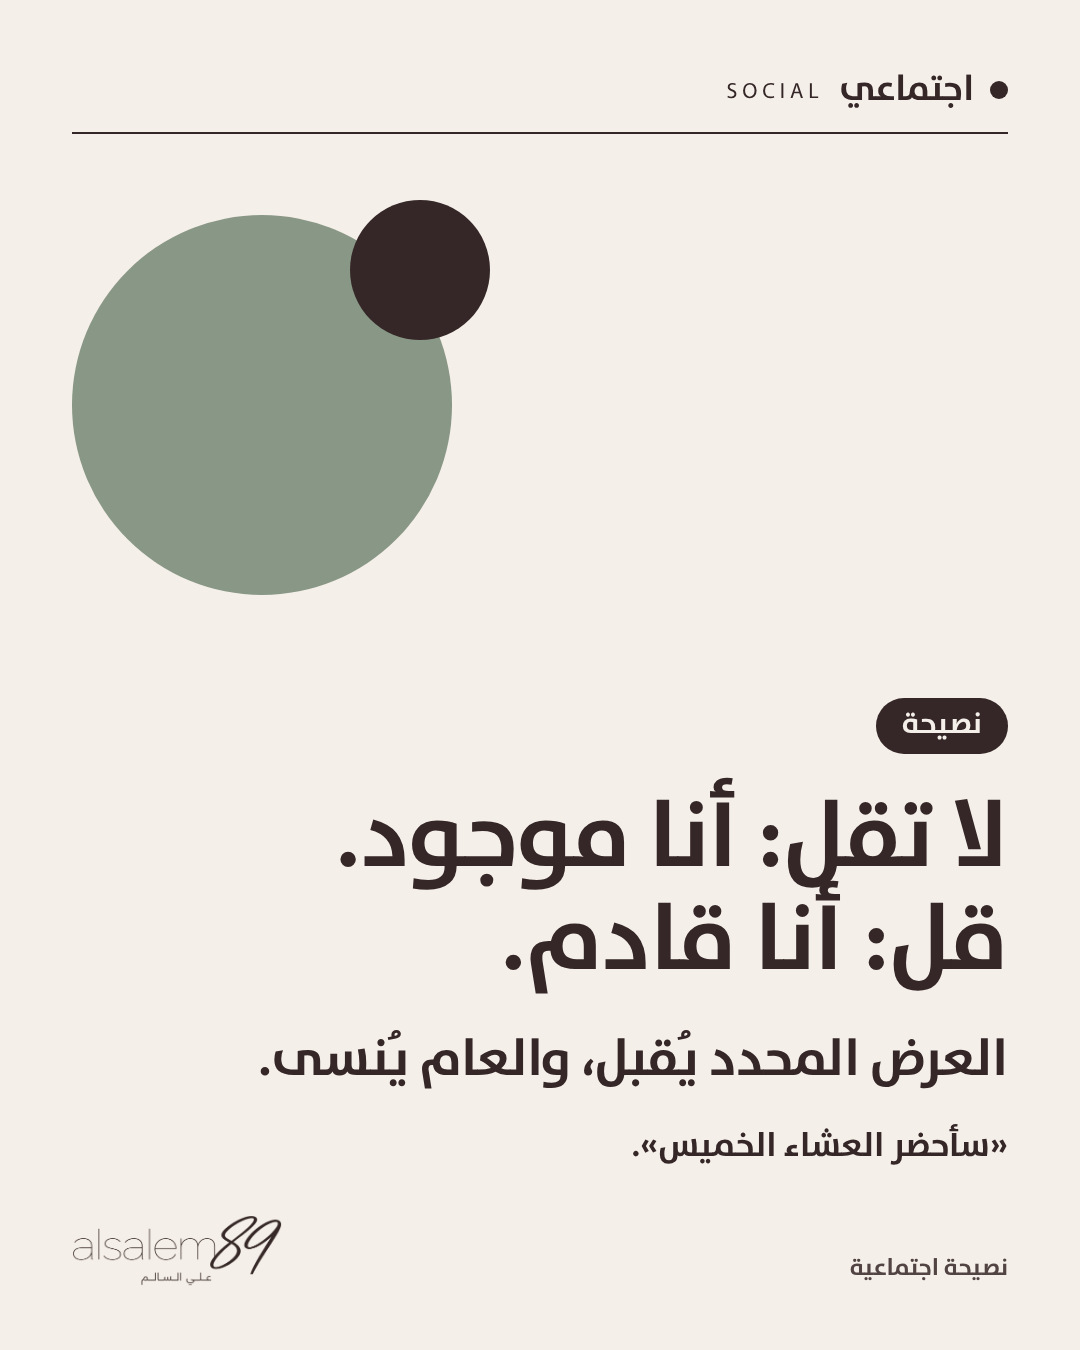 اجتماعي SOCIAL
نصيحة
لا تقل: أنا موجود.
قل: أنا قادم.
العرض المحدد يُقبل، والعام يُنسى.
«سأحضر العشاء الخميس».
نصيحة اجتماعية
alsalem89
علي السالم